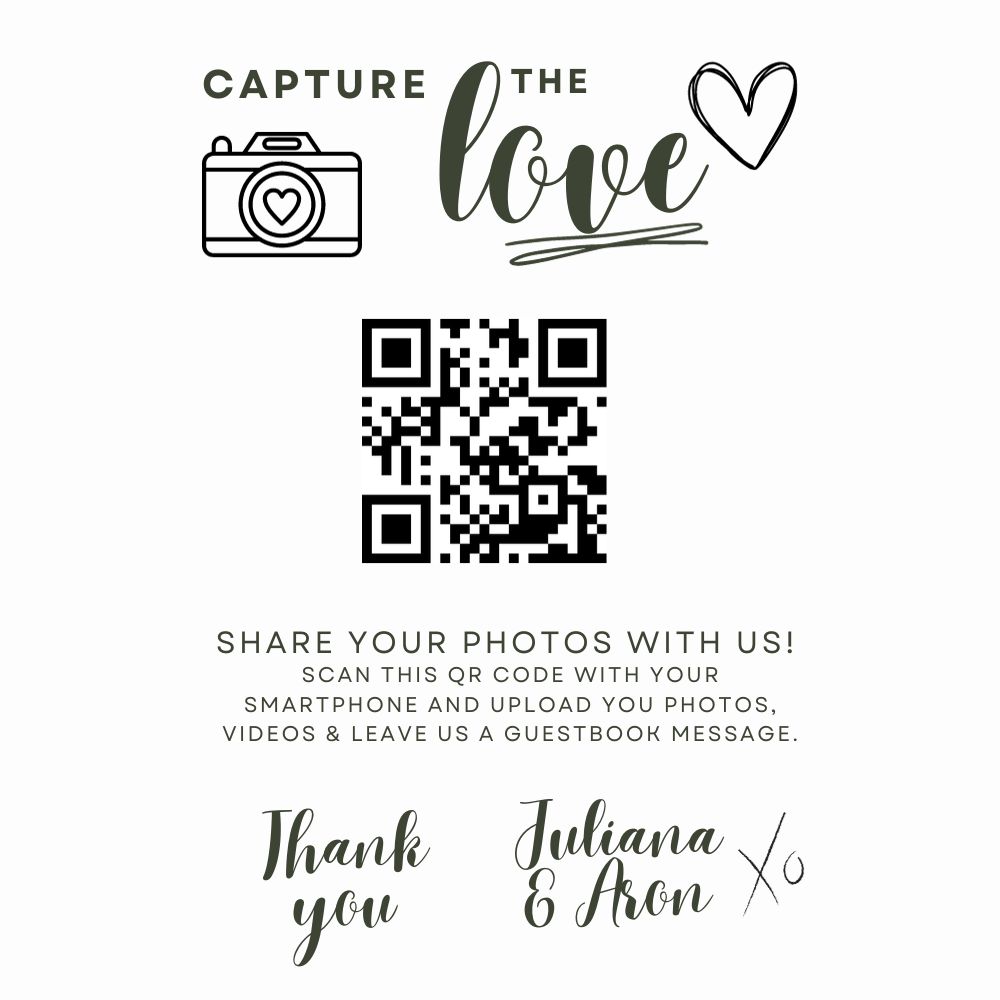 CAPTURE THE
love
SHARE YOUR PHOTOS WITH US!
SCAN THIS QR CODE WITH YOUR
SMARTPHONE AND UPLOAD YOU PHOTOS,
VIDEOS & LEAVE US A GUESTBOOK MESSAGE.
Thank
you
Juliana
& Aron
XO